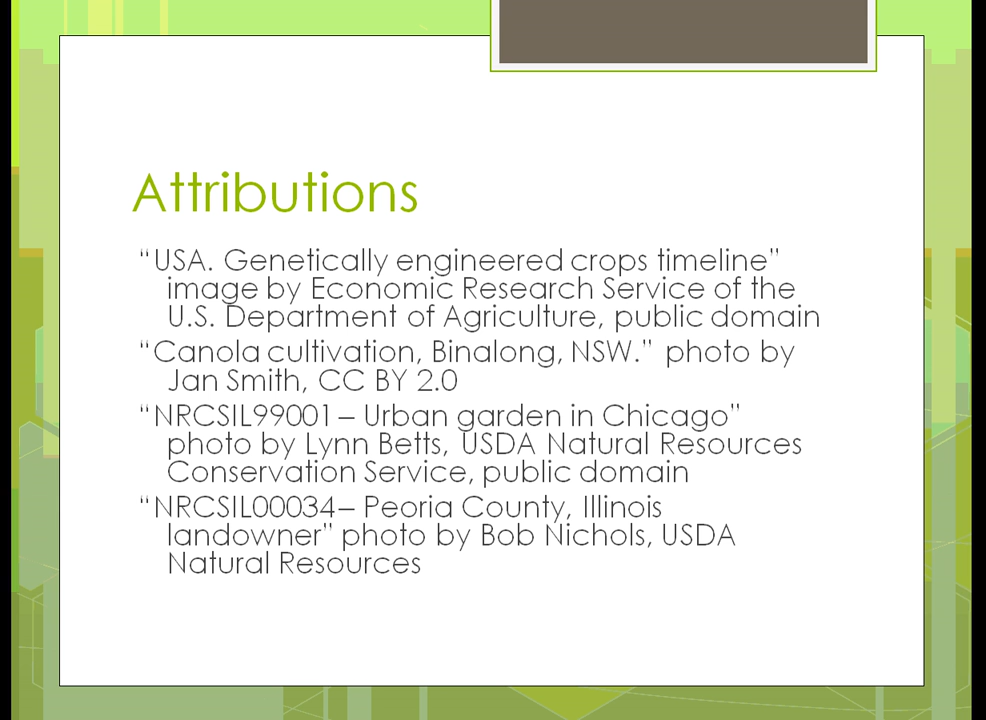 Attributions
“USA. Genetically engineered crops timeline”
image by Economic Research Service of the
U.S. Department of Agriculture, public domain
“Canola cultivation, Binalong, NSW.” photo by
Jan Smith, CC BY 2.0
“NRCSIL99001– Urban garden in Chicago”
photo by Lynn Betts, USDA Natural Resources
Conservation Service, public domain
“NRCSIL00034– Peoria County, Illinois
landowner” photo by Bob Nichols, USDA
Natural Resources